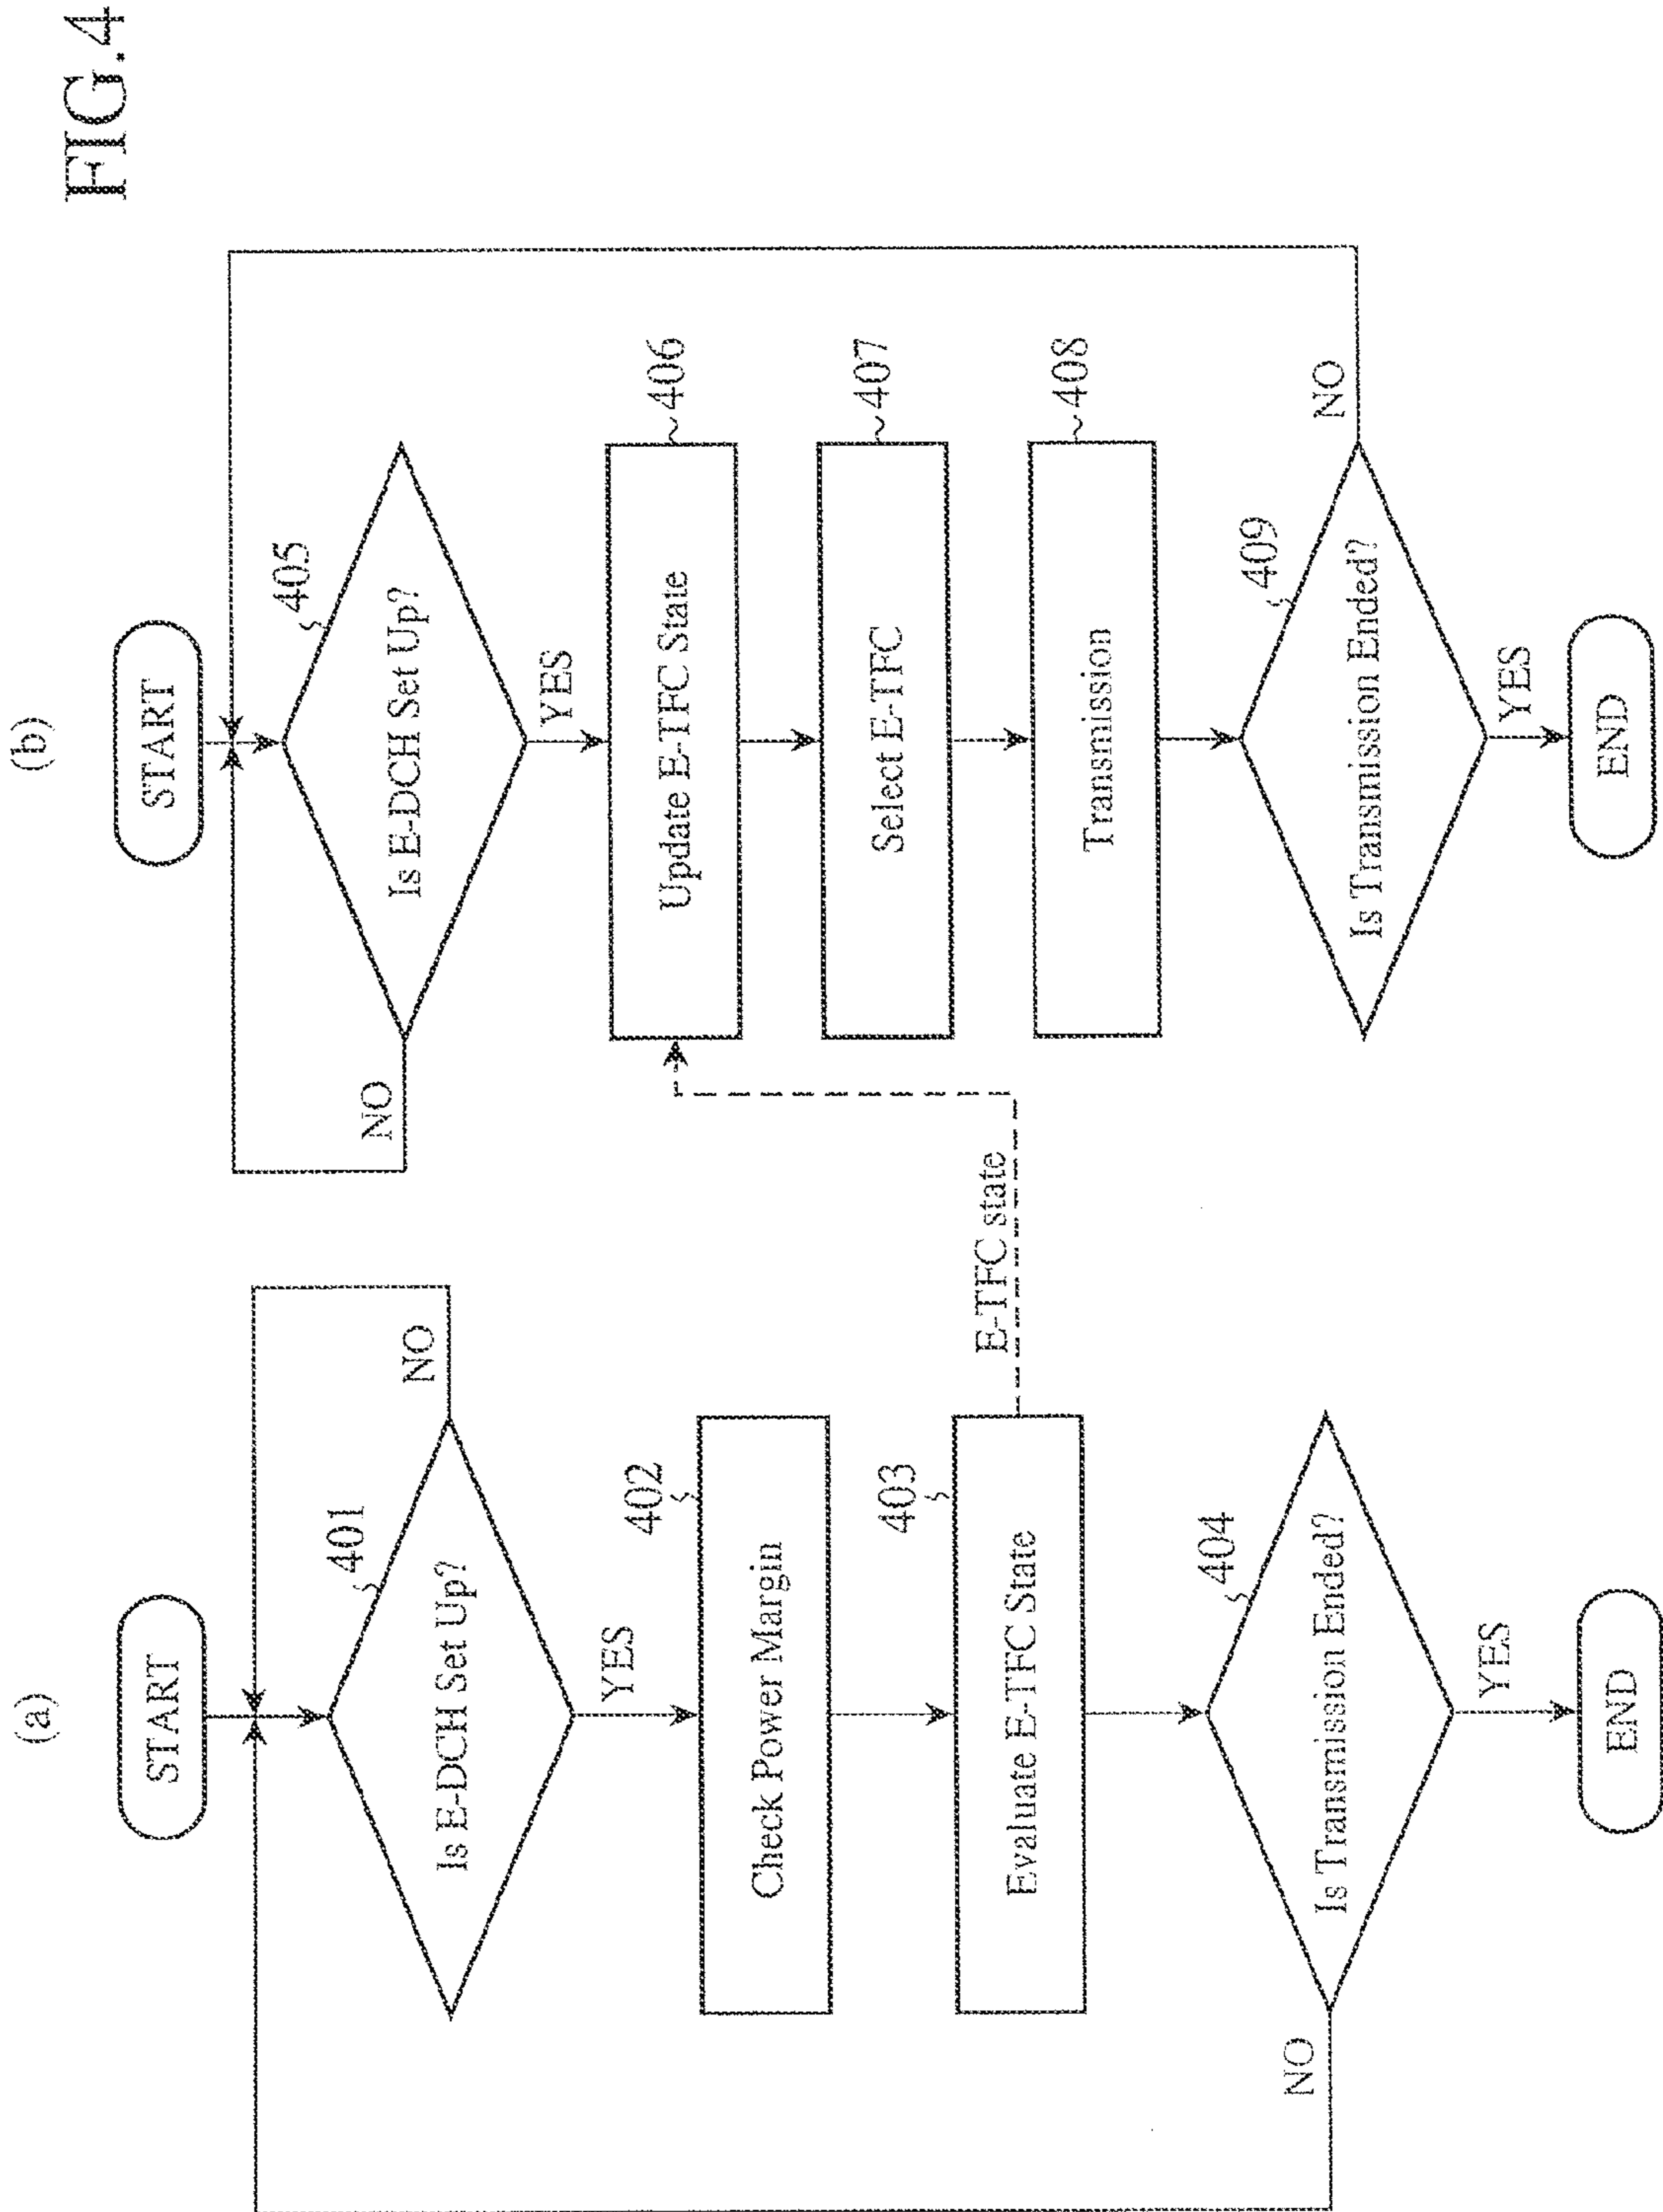 FIG.4
(a)
START
401
Is E-DCH Set Up?
NO
YES
402
Check Power Margin
403
Evaluate E-TFC State
E-TFC state
404
Is Transmission Ended?
NO
YES
END
(b)
START
405
Is E-DCH Set Up?
NO
YES
Update E-TFC State
406
Select E-TFC
407
Transmission
408
409
Is Transmission Ended?
NO
YES
END